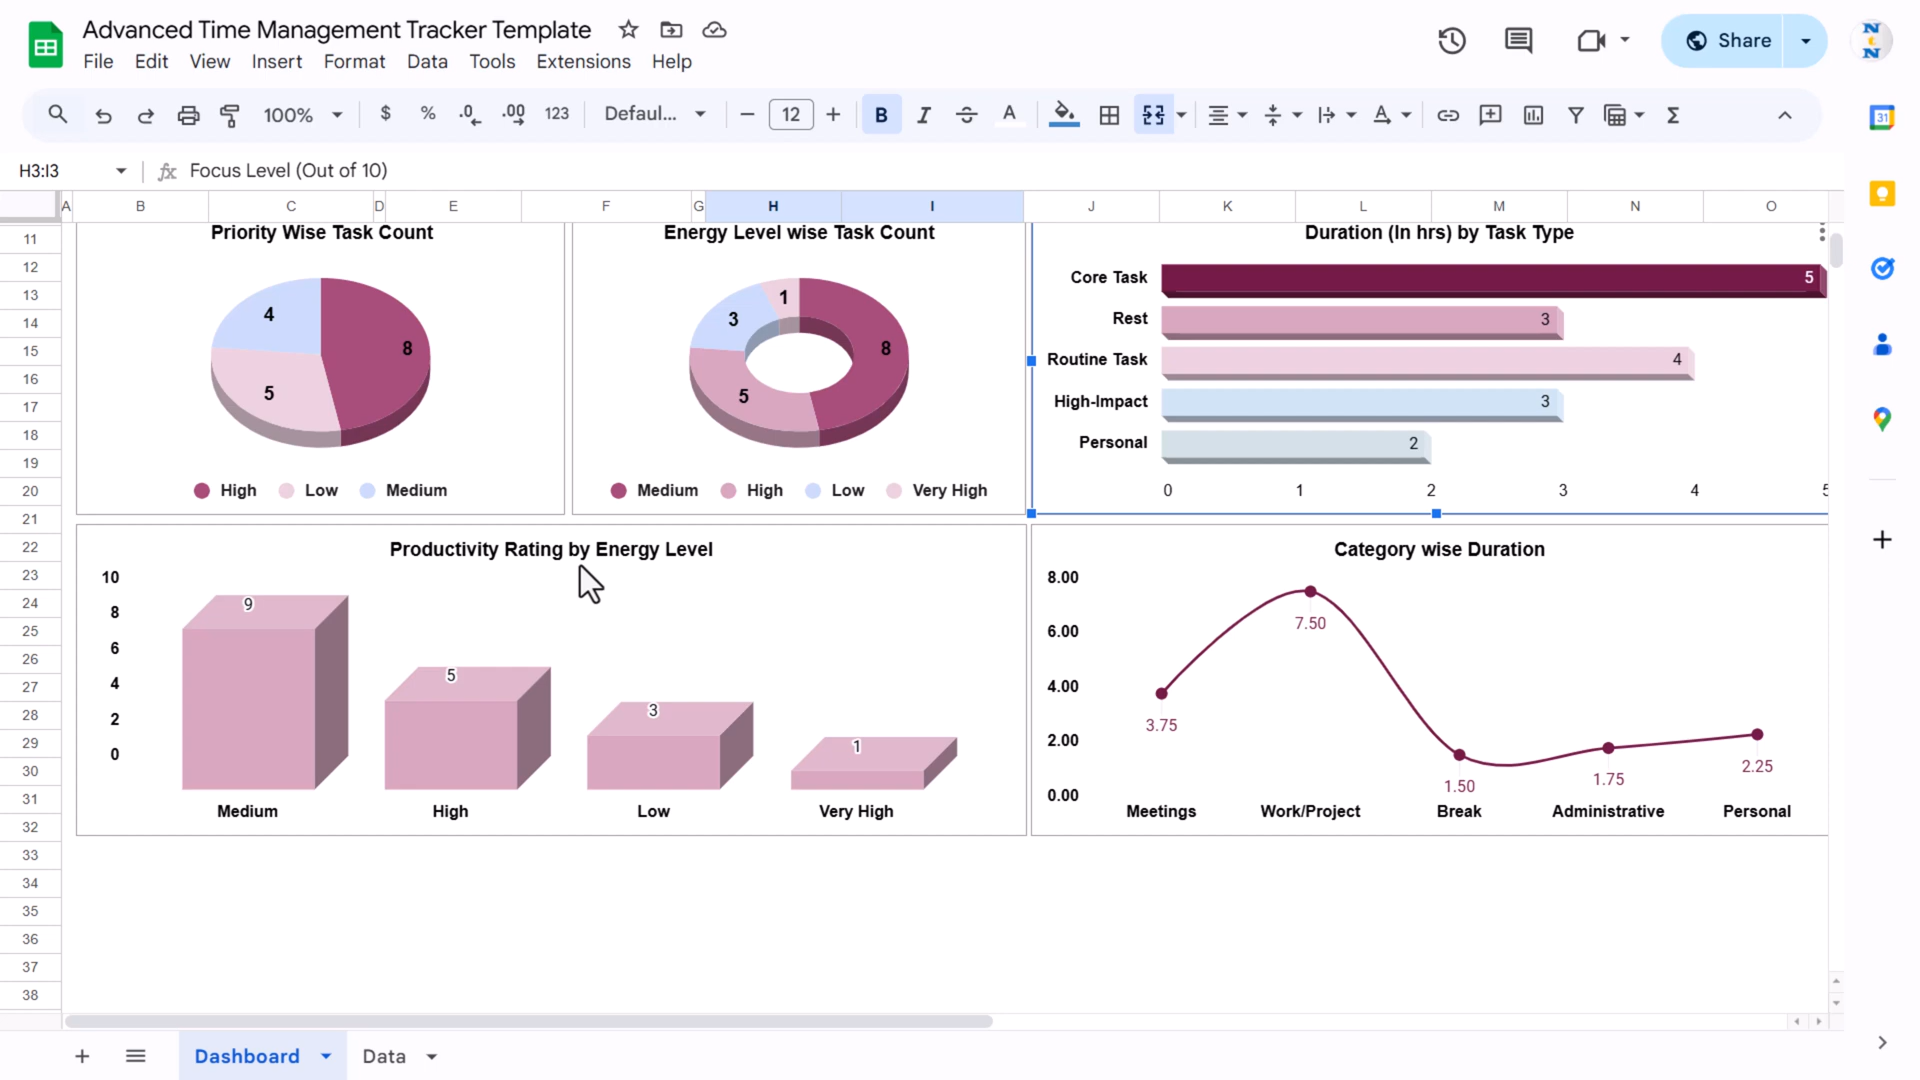 Advanced Time Management Tracker Template
File Edit View Insert Format Data Tools Extensions Help
Share
100% $ % .0 .00 123 Defaul... 12 B I A
31
H3:I3 fx Focus Level (Out of 10)
A B C D E F G H I J K L M N O
11
12
13
14
15
16
17
18
19
20
21
22
23
24
25
26
27
28
29
30
31
32
33
34
35
36
37
38
Priority Wise Task Count
4
8
5
High Low Medium
Energy Level wise Task Count
1
3
8
5
Medium High Low Very High
Duration (In hrs) by Task Type
Core Task 5
Rest 3
Routine Task 4
High-Impact 3
Personal 2
0 1 2 3 4 5
Productivity Rating by Energy Level
10
8
6
4
2
0
9
5
3
1
Medium High Low Very High
Category wise Duration
8.00
6.00
4.00
2.00
0.00
3.75
7.50
1.50
1.75
2.25
Meetings Work/Project Break Administrative Personal
Dashboard Data